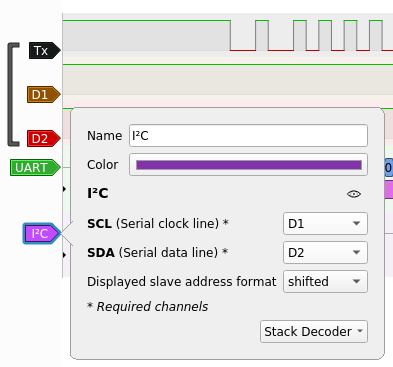 Tx
D1
D2
UART
I²C
Name I²C
Color
I²C
SCL (Serial clock line) * D1
SDA (Serial data line) * D2
Displayed slave address format shifted
* Required channels
Stack Decoder
0